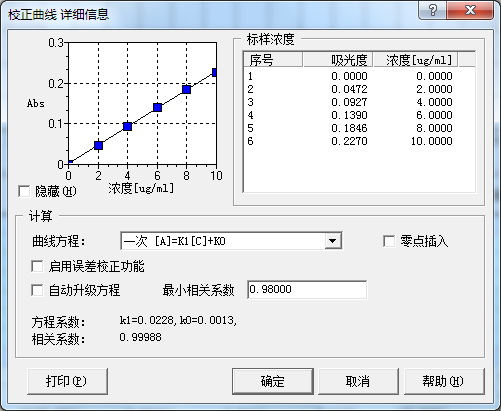 校正曲线 详细信息
标样浓度
序号 吸光度 浓度[ug/ml]
1 0.0000 0.0000
2 0.0472 2.0000
3 0.0927 4.0000
4 0.1390 6.0000
5 0.1846 8.0000
6 0.2270 10.0000
0.3
0.2
Abs
0.1
0
0 2 4 6 8 10
浓度[ug/ml]
隐藏(H)
计算
曲线方程: 一次 [A]=K1[C]+K0 零点插入
启用误差校正功能
自动升级方程 最小相关系数 0.98000
方程系数: k1=0.0228,k0=0.0013,
相关系数: 0.99988
打印(P) 确定 取消 帮助(H)